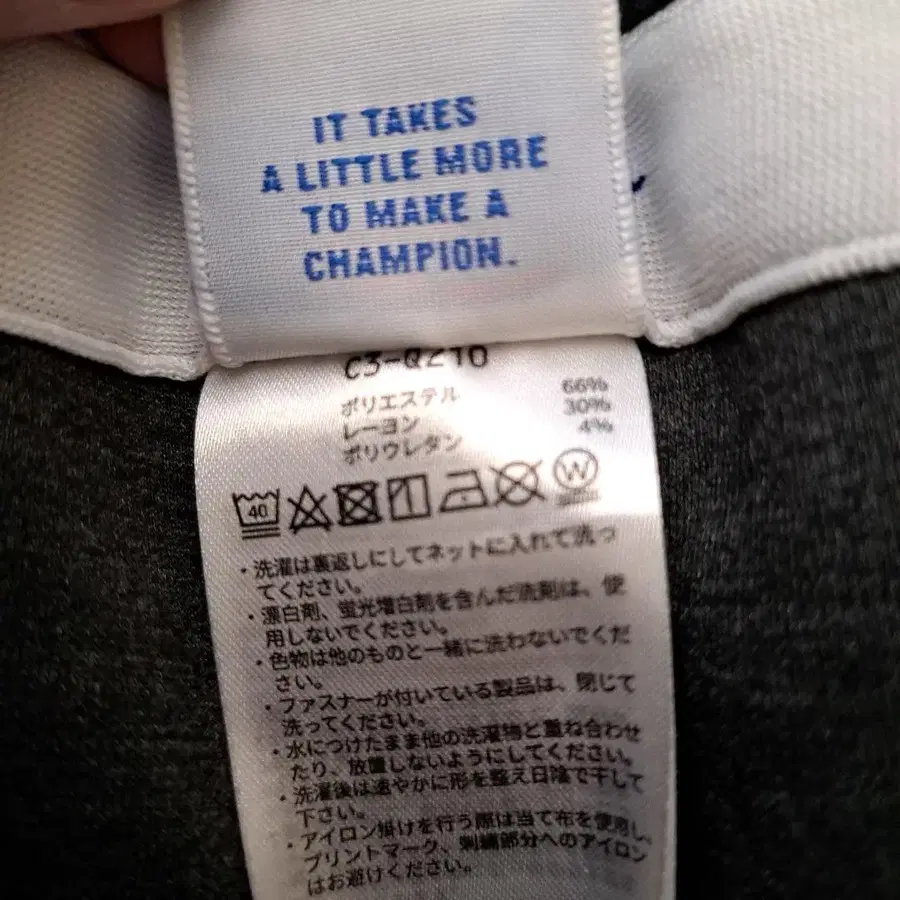 IT TAKES
A LITTLE MORE
TO MAKE A
CHAMPION.
C3-QZ10
ポリエステル 66%
レーヨン 30%
ポリウレタン 4%
40 W
・洗濯は裏返しにしてネットに入れて洗っ
てください。
・漂白剤、蛍光増白剤を含んだ洗剤は、使
用しないでください。
・色物は他のものと一緒に洗わないでくだ
さい。
・ファスナーが付いている製品は、閉じて
洗ってください。
・水につけたまま他の洗濯物と重ね合わせ
たり、放置しないようにしてください。
・洗濯後は速やかに形を整え日陰で干して
下さい。
・アイロン掛けを行う際は当て布を使用し、
プリントマーク、刺繍部分へのアイロン
はお避けください。